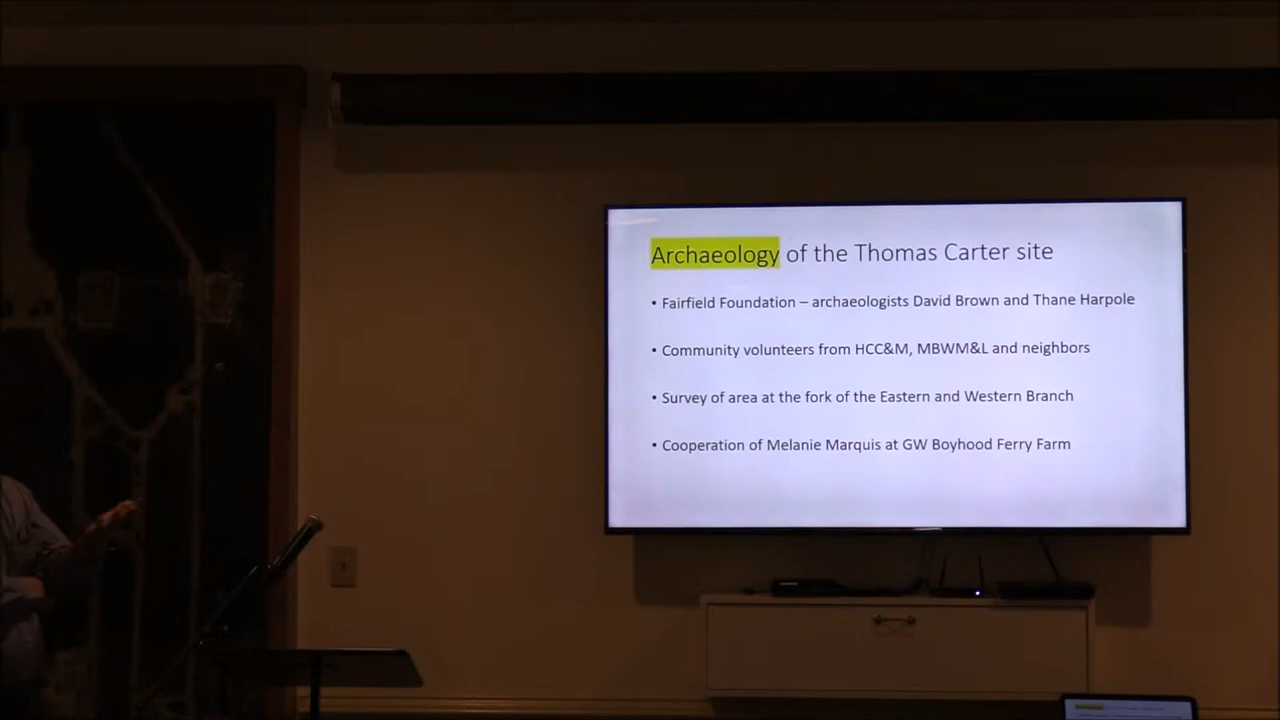 Archaeology of the Thomas Carter site
• Fairfield Foundation – archaeologists David Brown and Thane Harpole
• Community volunteers from HCC&M, MBWM&L and neighbors
• Survey of area at the fork of the Eastern and Western Branch
• Cooperation of Melanie Marquis at GW Boyhood Ferry Farm